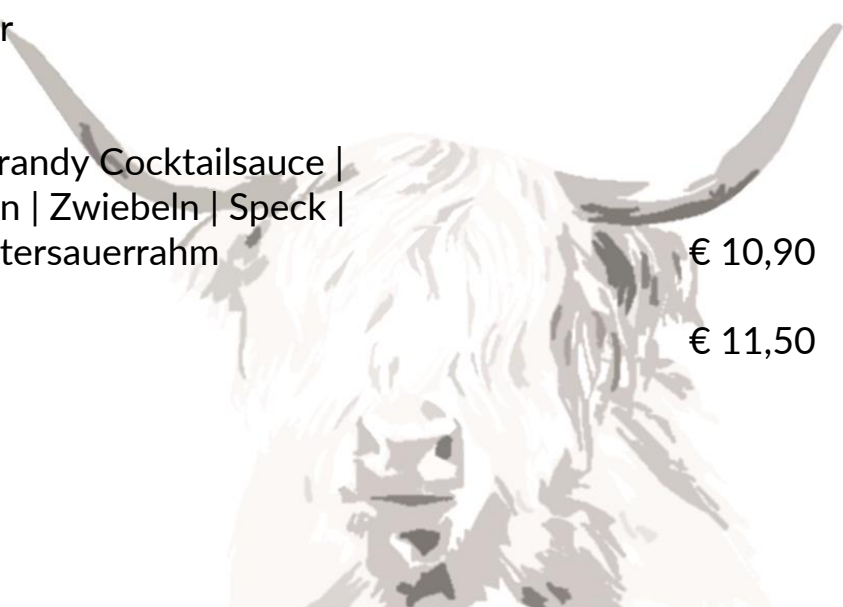 r
randy Cocktailsauce |
n | Zwiebeln | Speck |
tersauerrahm € 10,90
€ 11,50